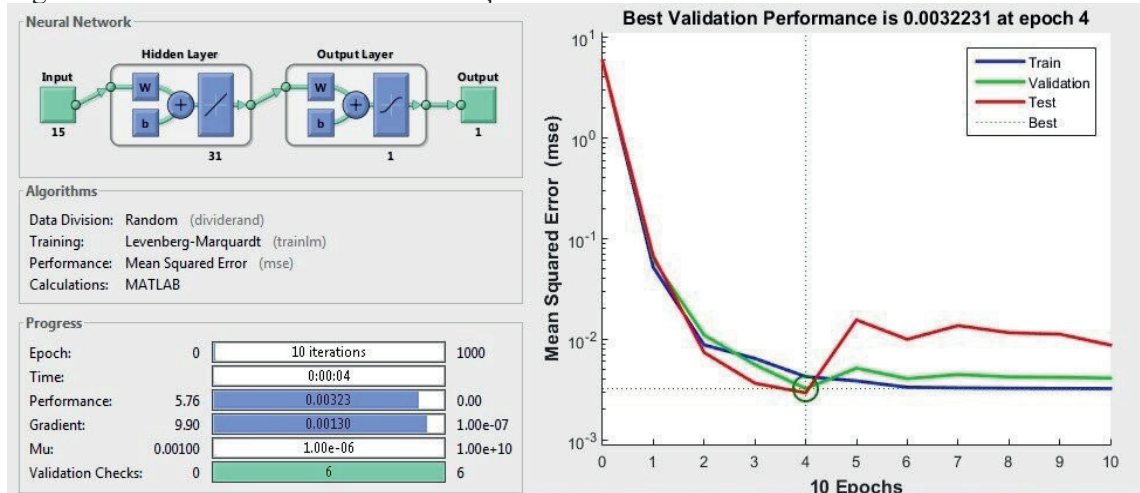 Neural Network
Hidden Layer
Output Layer
Input
Output
W
b
+
W
b
+
15
31
1
1
Algorithms
Data Division: Random (dividerand)
Training: Levenberg-Marquardt (trainlm)
Performance: Mean Squared Error (mse)
Calculations: MATLAB
Progress
Epoch: 0 10 iterations 1000
Time: 0:00:04
Performance: 5.76 0.00323 0.00
Gradient: 9.90 0.00130 1.00e-07
Mu: 0.00100 1.00e-06 1.00e+10
Validation Checks: 0 6 6
Best Validation Performance is 0.0032231 at epoch 4
Mean Squared Error (mse)
10^1
10^0
10^-1
10^-2
10^-3
Train
Validation
Test
Best
0 1 2 3 4 5 6 7 8 9 10
10 Epochs